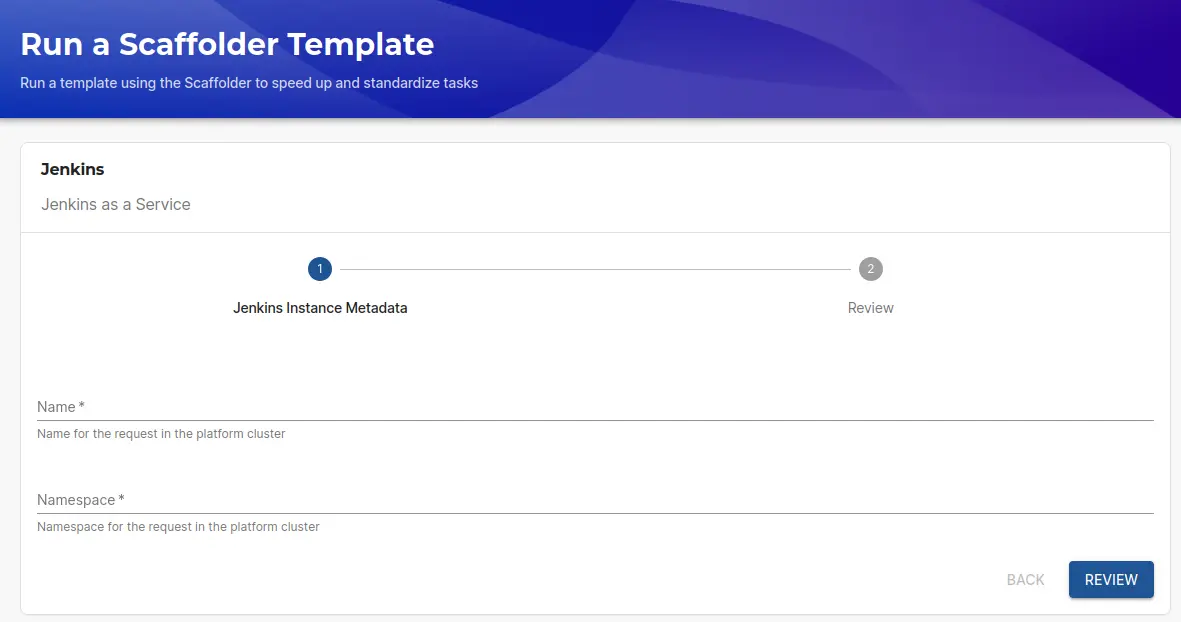 Run a Scaffolder Template
Run a template using the Scaffolder to speed up and standardize tasks
Jenkins
Jenkins as a Service
1
2
Jenkins Instance Metadata
Review
Name *
Name for the request in the platform cluster
Namespace *
Namespace for the request in the platform cluster
BACK
REVIEW